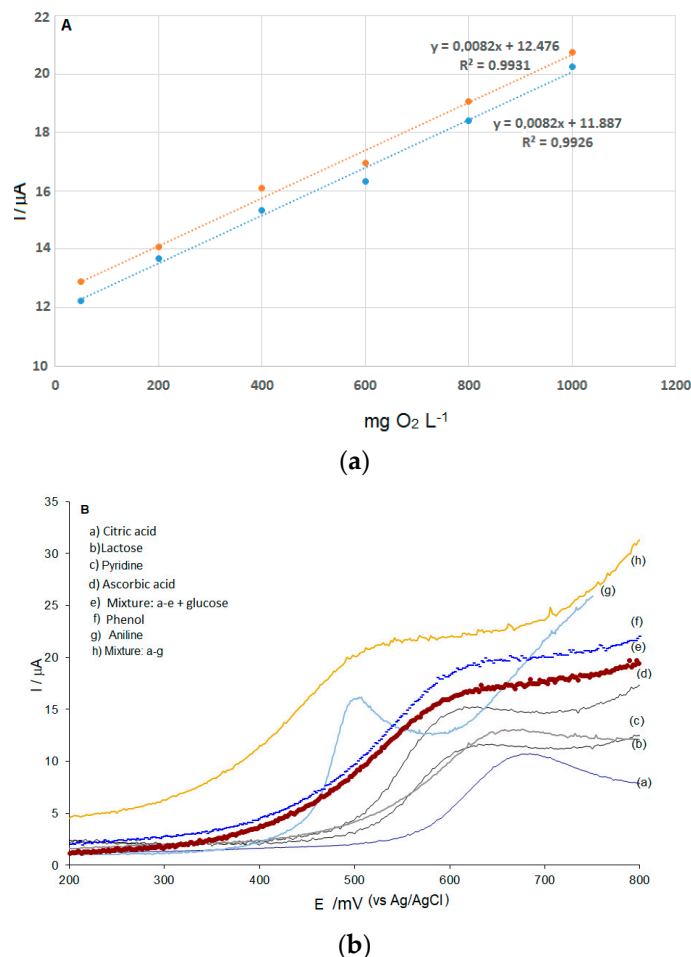 A
22
20
18
16
14
12
10
I / μA
y = 0,0082x + 12.476
R² = 0.9931
y = 0,0082x + 11.887
R² = 0,9926
0
200
400
600
800
1000
1200
mg O₂ L⁻¹
(a)
B
35
30
25
20
15
10
5
0
I / μA
a) Citric acid
b)Lactose
c) Pyridine
d) Ascorbic acid
e) Mixture: a-e + glucose
f) Phenol
g) Aniline
h) Mixture: a-g
(h)
(g)
(f)
(e)
(d)
(c)
(b)
(a)
200
300
400
500
600
700
800
E /mV (vs Ag/AgCl)
(b)